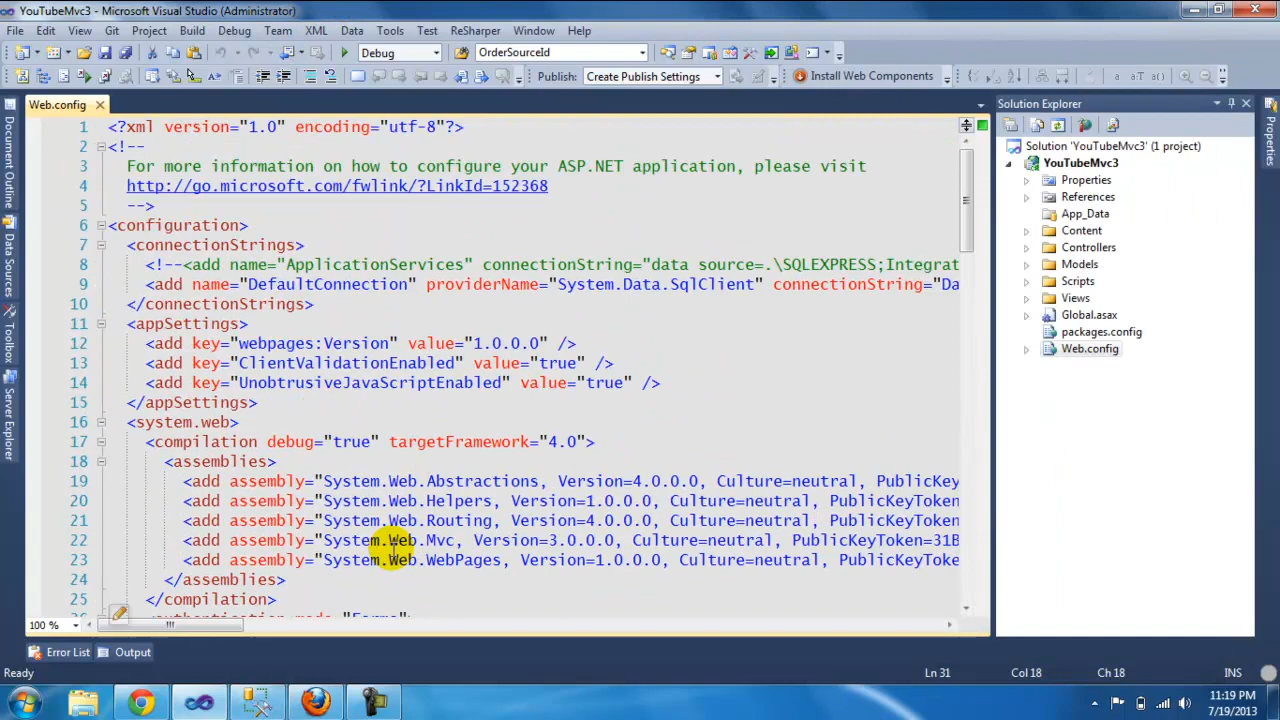 YouTubeMvc3 - Microsoft Visual Studio (Administrator)
File Edit View Git Project Build Debug Team XML Data Tools Test ReSharper Window Help
Debug OrderSourceId
Publish: Create Publish Settings Install Web Components
Web.config
1 <?xml version="1.0" encoding="utf-8"?>
2 <!--
3 For more information on how to configure your ASP.NET application, please visit
4 http://go.microsoft.com/fwlink/?LinkId=152368
5 -->
6 <configuration>
7 <connectionStrings>
8 <!--<add name="ApplicationServices" connectionString="data source=.\SQLEXPRESS;Integrat
9 <add name="DefaultConnection" providerName="System.Data.SqlClient" connectionString="Da
10 </connectionStrings>
11 <appSettings>
12 <add key="webpages:Version" value="1.0.0.0" />
13 <add key="ClientValidationEnabled" value="true" />
14 <add key="UnobtrusiveJavaScriptEnabled" value="true" />
15 </appSettings>
16 <system.web>
17 <compilation debug="true" targetFramework="4.0">
18 <assemblies>
19 <add assembly="System.Web.Abstractions, Version=4.0.0.0, Culture=neutral, PublicKeyToken
20 <add assembly="System.Web.Helpers, Version=1.0.0.0, Culture=neutral, PublicKeyToken
21 <add assembly="System.Web.Routing, Version=4.0.0.0, Culture=neutral, PublicKeyToken
22 <add assembly="System.Web.Mvc, Version=3.0.0.0, Culture=neutral, PublicKeyToken=31B
23 <add assembly="System.Web.WebPages, Version=1.0.0.0, Culture=neutral, PublicKeyToke
24 </assemblies>
25 </compilation>
100 %
Solution Explorer
Solution 'YouTubeMvc3' (1 project)
YouTubeMvc3
Properties
References
App_Data
Content
Controllers
Models
Scripts
Views
Global.asax
packages.config
Web.config
Document Outline
Data Sources
Toolbox
Server Explorer
Properties
Error List Output
Ready Ln 31 Col 18 Ch 18 INS
11:19 PM
7/19/2013